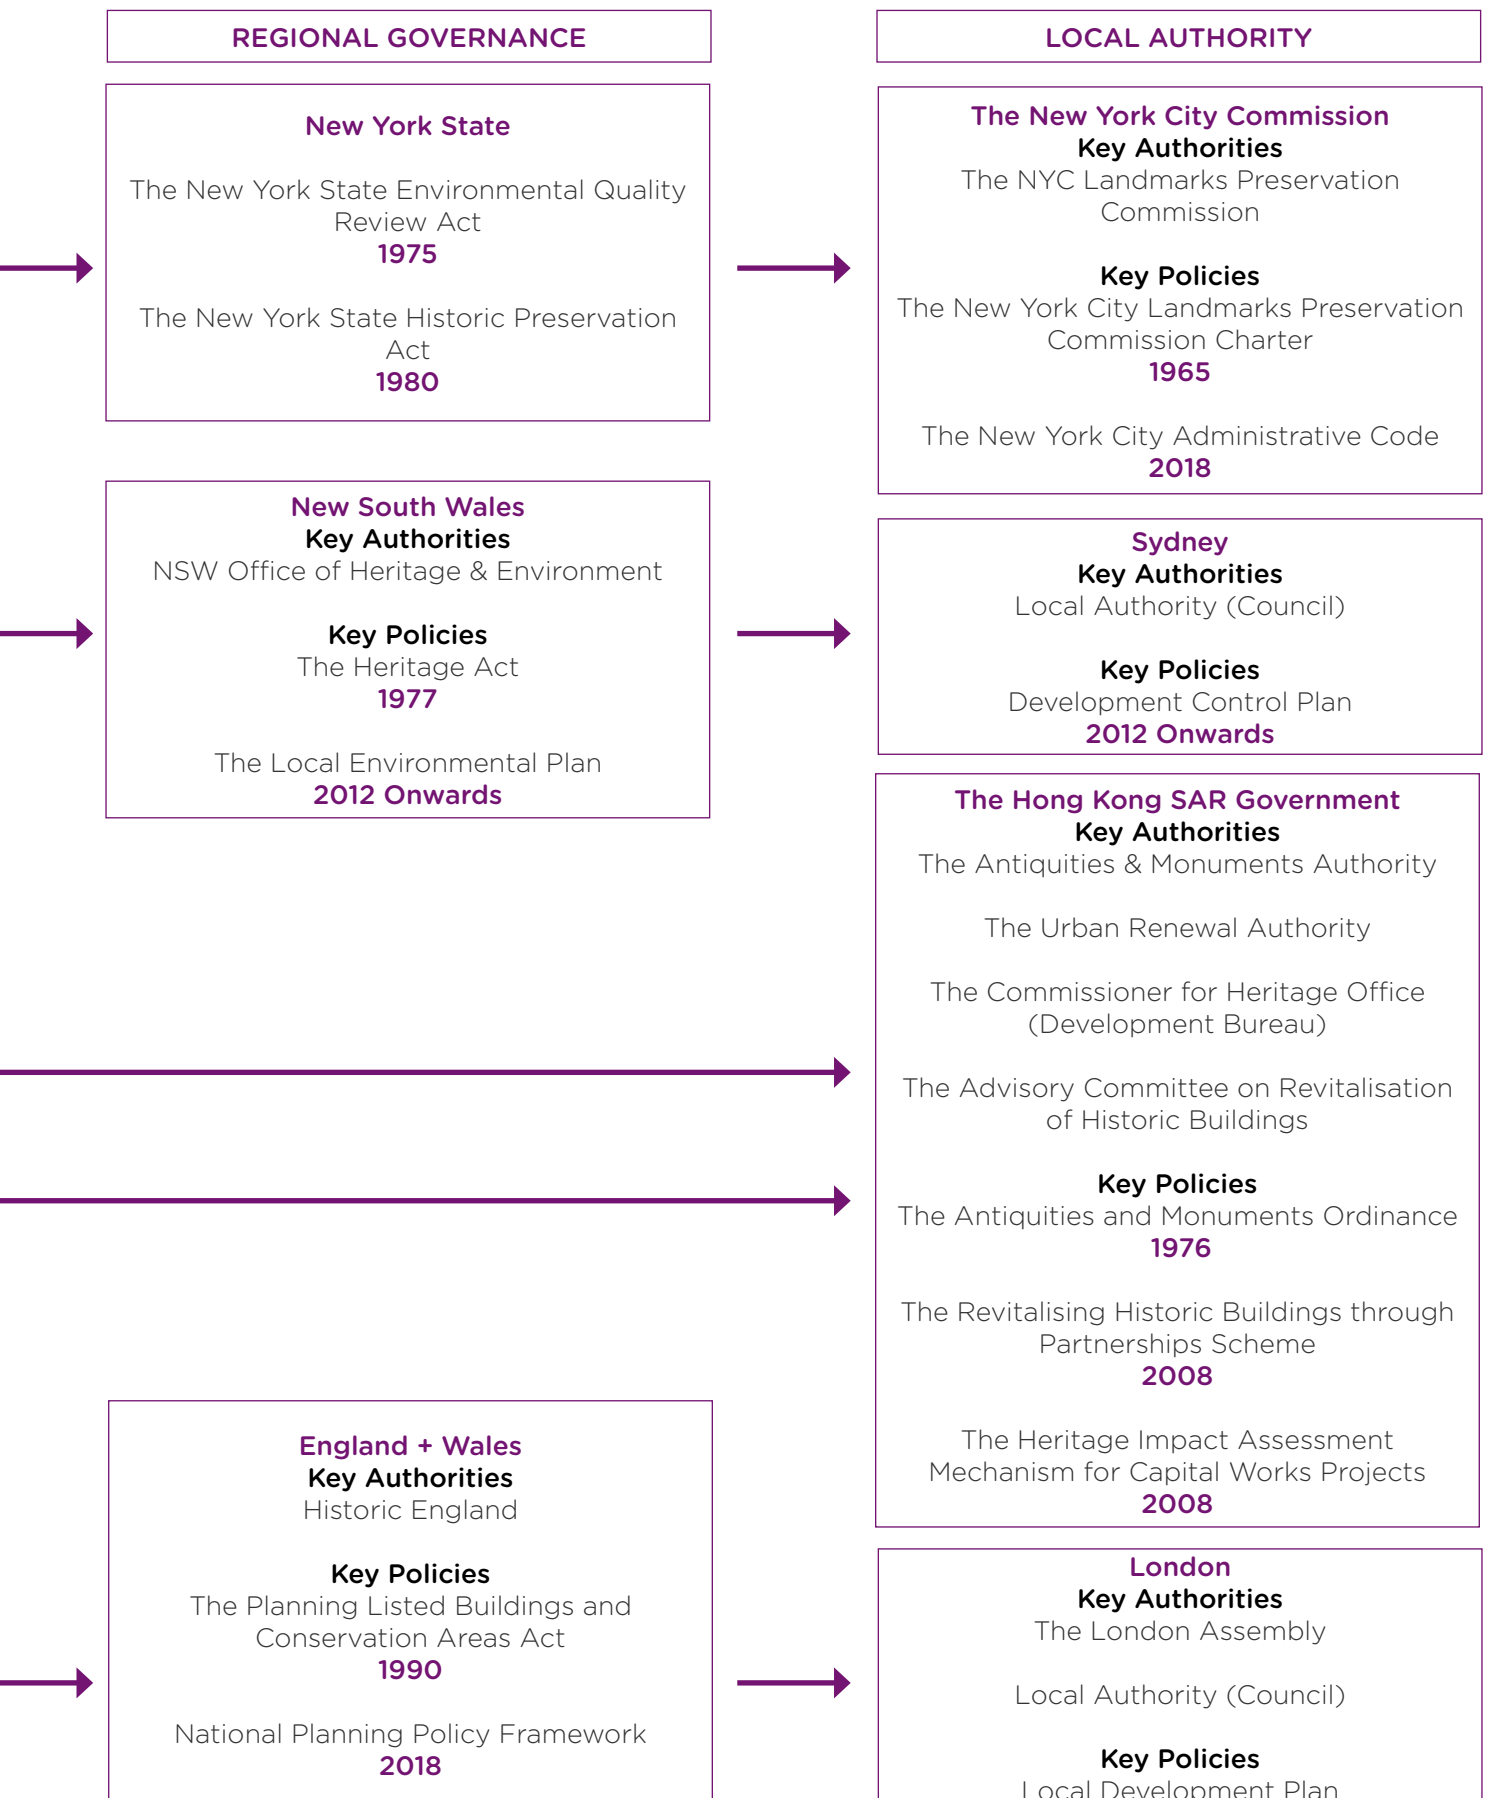 REGIONAL GOVERNANCE
New York State
The New York State Environmental Quality
Review Act
1975
The New York State Historic Preservation
Act
1980
New South Wales
Key Authorities
NSW Office of Heritage & Environment
Key Policies
The Heritage Act
1977
The Local Environmental Plan
2012 Onwards
England + Wales
Key Authorities
Historic England
Key Policies
The Planning Listed Buildings and
Conservation Areas Act
1990
National Planning Policy Framework
2018
LOCAL AUTHORITY
The New York City Commission
Key Authorities
The NYC Landmarks Preservation
Commission
Key Policies
The New York City Landmarks Preservation
Commission Charter
1965
The New York City Administrative Code
2018
Sydney
Key Authorities
Local Authority (Council)
Key Policies
Development Control Plan
2012 Onwards
The Hong Kong SAR Government
Key Authorities
The Antiquities & Monuments Authority
The Urban Renewal Authority
The Commissioner for Heritage Office
(Development Bureau)
The Advisory Committee on Revitalisation
of Historic Buildings
Key Policies
The Antiquities and Monuments Ordinance
1976
The Revitalising Historic Buildings through
Partnerships Scheme
2008
The Heritage Impact Assessment
Mechanism for Capital Works Projects
2008
London
Key Authorities
The London Assembly
Local Authority (Council)
Key Policies
Local Development Plan